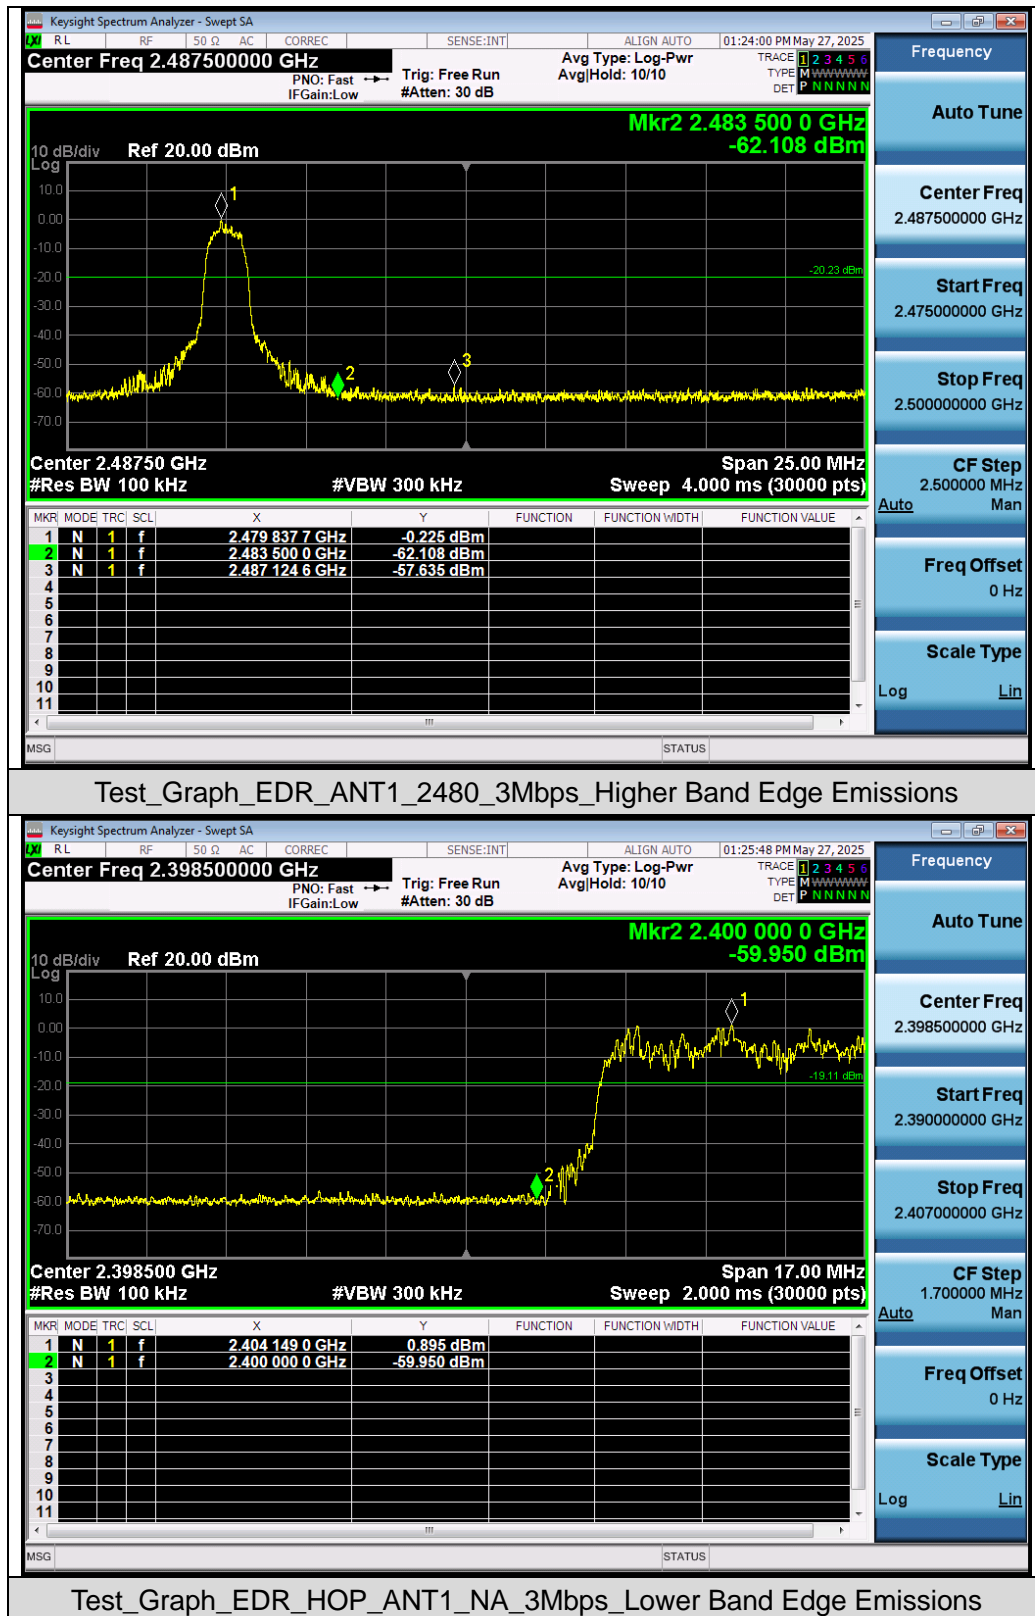 Keysight Spectrum Analyzer - Swept SA
LXI RL RF 50 Ω AC CORREC SENSE:INT ALIGN AUTO 01:24:00 PM May 27, 2025
Center Freq 2.487500000 GHz
PNO: Fast
IFGain:Low
Trig: Free Run
#Atten: 30 dB
Avg Type: Log-Pwr
Avg|Hold: 10/10
TRACE 1 2 3 4 5 6
TYPE M W W W W W
DET P N N N N N
Mkr2 2.483 500 0 GHz
-62.108 dBm
10 dB/div Ref 20.00 dBm
Log
10.0
0.00
-10.0
-20.0
-30.0
-40.0
-50.0
-60.0
-70.0
1
2
3
-20.23 dBm
Center 2.48750 GHz Span 25.00 MHz
#Res BW 100 kHz #VBW 300 kHz Sweep 4.000 ms (30000 pts)
MKR MODE TRC SCL X Y FUNCTION FUNCTION WIDTH FUNCTION VALUE
1 N 1 f 2.479 837 7 GHz -0.225 dBm
2 N 1 f 2.483 500 0 GHz -62.108 dBm
3 N 1 f 2.487 124 6 GHz -57.635 dBm
4
5
6
7
8
9
10
11
MSG STATUS
Frequency
Auto Tune
Center Freq
2.487500000 GHz
Start Freq
2.475000000 GHz
Stop Freq
2.500000000 GHz
CF Step
2.500000 MHz
Auto Man
Freq Offset
0 Hz
Scale Type
Log Lin
Test_Graph_EDR_ANT1_2480_3Mbps_Higher Band Edge Emissions
Keysight Spectrum Analyzer - Swept SA
LXI RL RF 50 Ω AC CORREC SENSE:INT ALIGN AUTO 01:25:48 PM May 27, 2025
Center Freq 2.398500000 GHz
PNO: Fast
IFGain:Low
Trig: Free Run
#Atten: 30 dB
Avg Type: Log-Pwr
Avg|Hold: 10/10
TRACE 1 2 3 4 5 6
TYPE M W W W W W
DET P N N N N N
Mkr2 2.400 000 0 GHz
-59.950 dBm
10 dB/div Ref 20.00 dBm
Log
10.0
0.00
-10.0
-20.0
-30.0
-40.0
-50.0
-60.0
-70.0
1
2
-19.11 dBm
Center 2.398500 GHz Span 17.00 MHz
#Res BW 100 kHz #VBW 300 kHz Sweep 2.000 ms (30000 pts)
MKR MODE TRC SCL X Y FUNCTION FUNCTION WIDTH FUNCTION VALUE
1 N 1 f 2.404 149 0 GHz 0.895 dBm
2 N 1 f 2.400 000 0 GHz -59.950 dBm
3
4
5
6
7
8
9
10
11
MSG STATUS
Frequency
Auto Tune
Center Freq
2.398500000 GHz
Start Freq
2.390000000 GHz
Stop Freq
2.407000000 GHz
CF Step
1.700000 MHz
Auto Man
Freq Offset
0 Hz
Scale Type
Log Lin
Test_Graph_EDR_HOP_ANT1_NA_3Mbps_Lower Band Edge Emissions